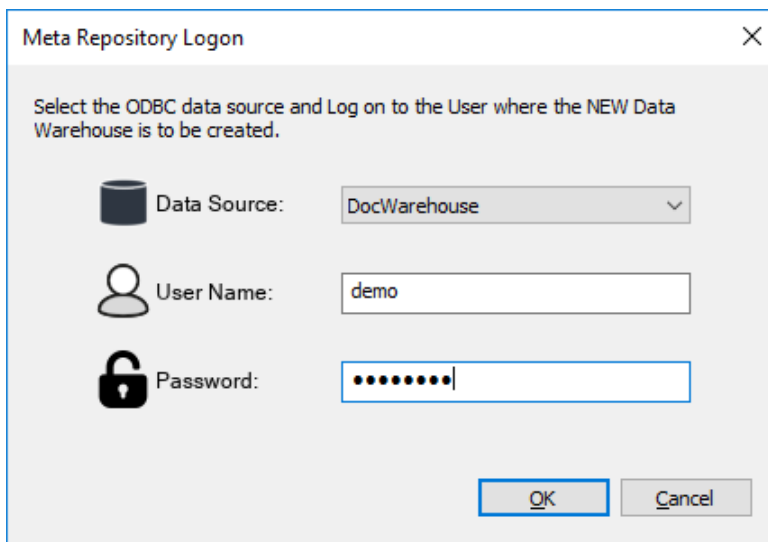 Meta Repository Logon
Select the ODBC data source and Log on to the User where the NEW Data
Warehouse is to be created.
Data Source: DocWarehouse
User Name: demo
Password: ••••••••
OK Cancel